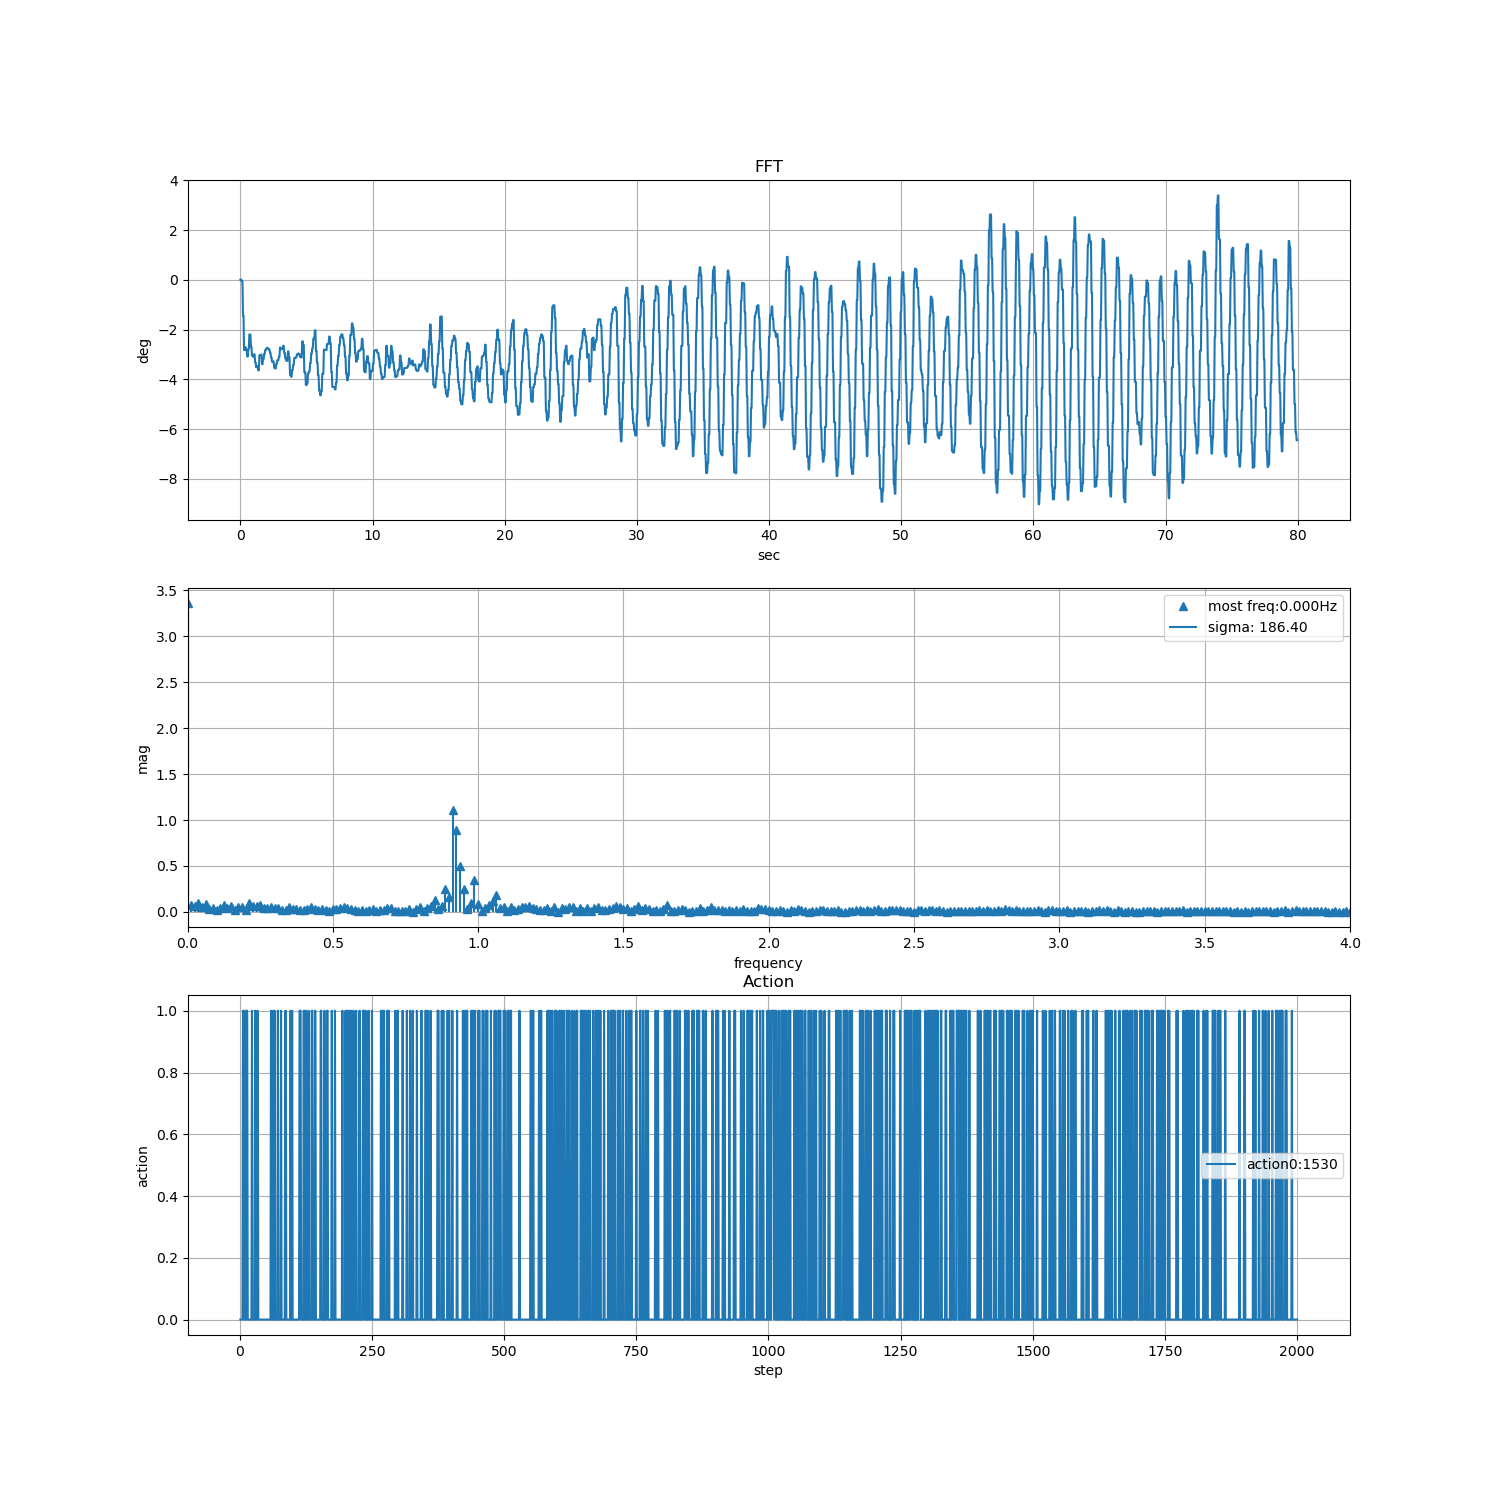 FFT
4
2
0
−2
−4
−6
−8
deg
0 10 20 30 40 50 60 70 80
sec
3.5
3.0
2.5
2.0
1.5
1.0
0.5
0.0
mag
most freq:0.000Hz
sigma: 186.40
0.0 0.5 1.0 1.5 2.0 2.5 3.0 3.5 4.0
frequency
Action
1.0
0.8
0.6
0.4
0.2
0.0
action
action0:1530
0 250 500 750 1000 1250 1500 1750 2000
step